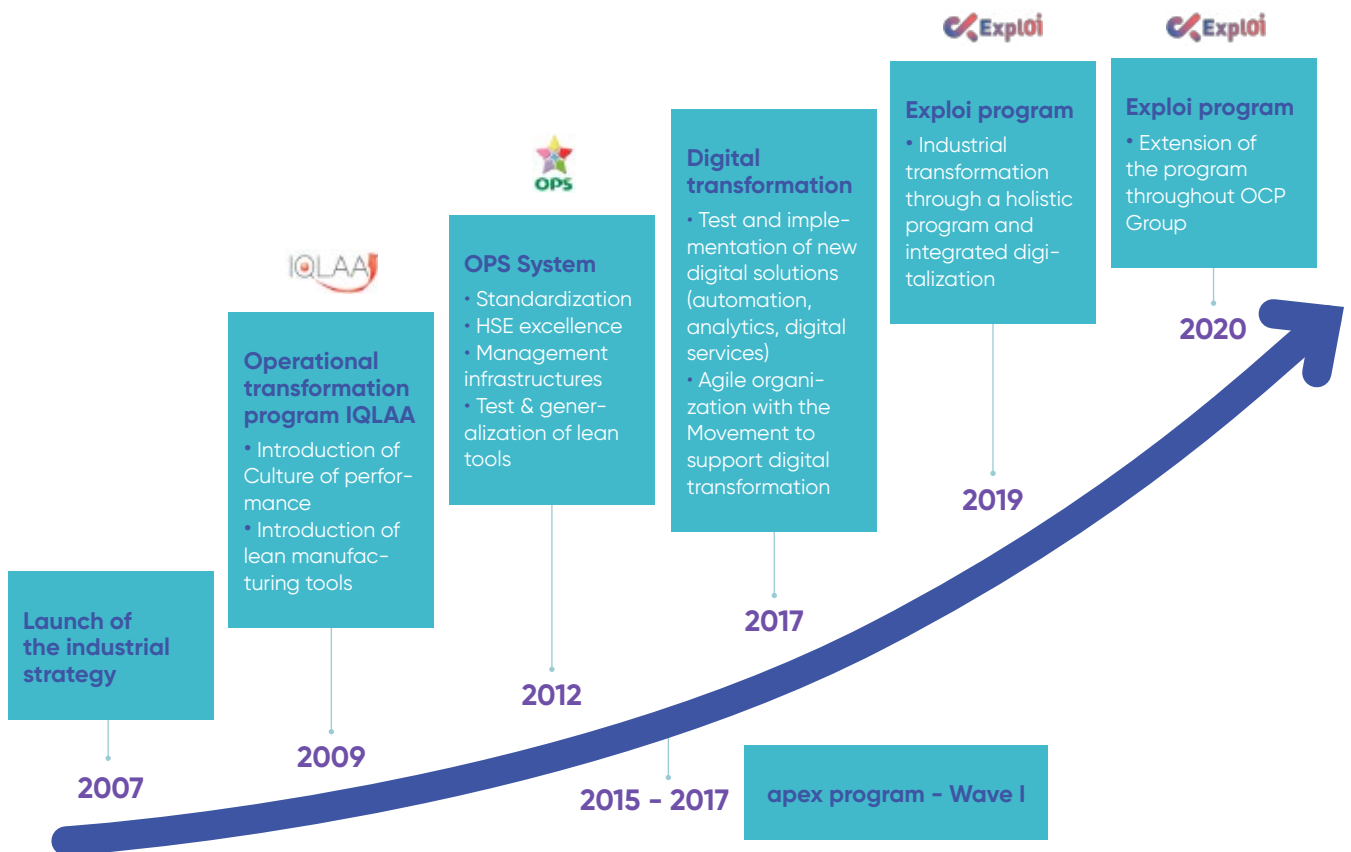 Launch of
the industrial
strategy
2007
IQLAA
Operational
transformation
program IQLAA
• Introduction of
Culture of perfor-
mance
• Introduction of
lean manufac-
turing tools
2009
OPS
OPS System
• Standardization
• HSE excellence
• Management
infrastructures
• Test & gener-
alization of lean
tools
2012
2015 - 2017
apex program - Wave I
Digital
transformation
• Test and imple-
mentation of new
digital solutions
(automation,
analytics, digital
services)
• Agile organi-
zation with the
Movement to
support digital
transformation
2017
Exploi
Exploi program
• Industrial
transformation
through a holistic
program and
integrated digi-
talization
2019
Exploi
Exploi program
• Extension of
the program
throughout OCP
Group
2020